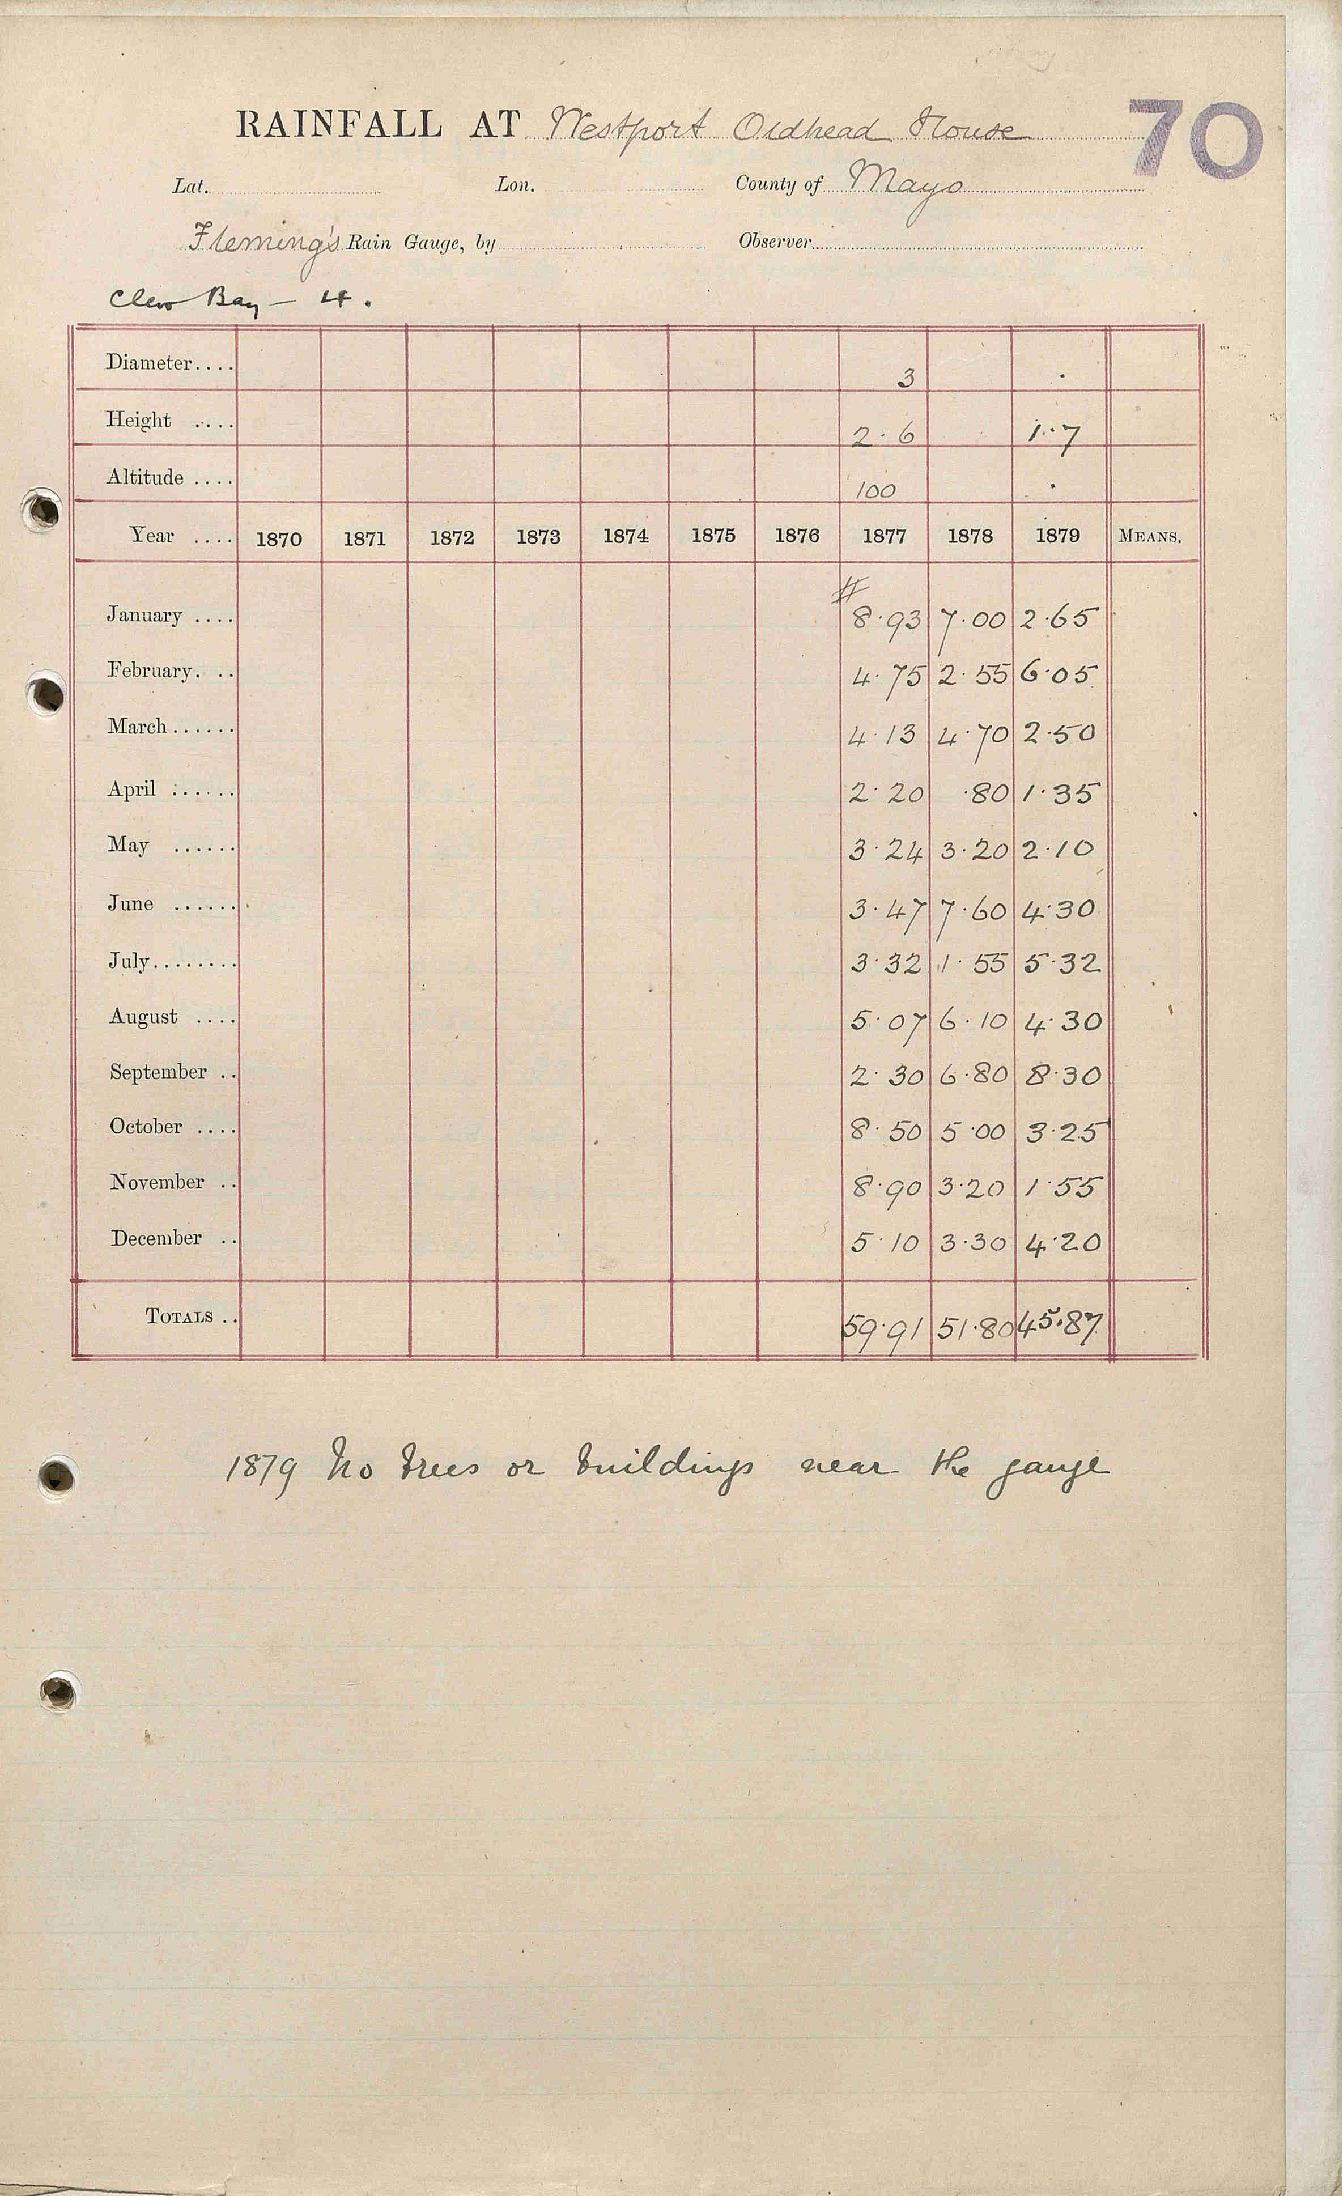 RAINFALL AT Westport Oldhead House 70
Lat. Lon. County of Mayo
Fleming's Rain Gauge, by Observer
Clew Bay — 4.
Diameter.... 3 .
Height .... 2.6 1.7
Altitude .... 100 .
Year .... 1870 1871 1872 1873 1874 1875 1876 1877 1878 1879 MEANS.
#
January .... 8.93 7.00 2.65
February. .. 4.75 2.55 6.05
March...... 4.13 4.70 2.50
April ...... 2.20 .80 1.35
May ...... 3.24 3.20 2.10
June ...... 3.47 7.60 4.30
July........ 3.32 1.55 5.32
August .... 5.07 6.10 4.30
September .. 2.30 6.80 8.30
October .... 8.50 5.00 3.25
November .. 8.90 3.20 1.55
December .. 5.10 3.30 4.20
TOTALS .. 59.91 51.80 45.87
1879 No trees or buildings near the gauge